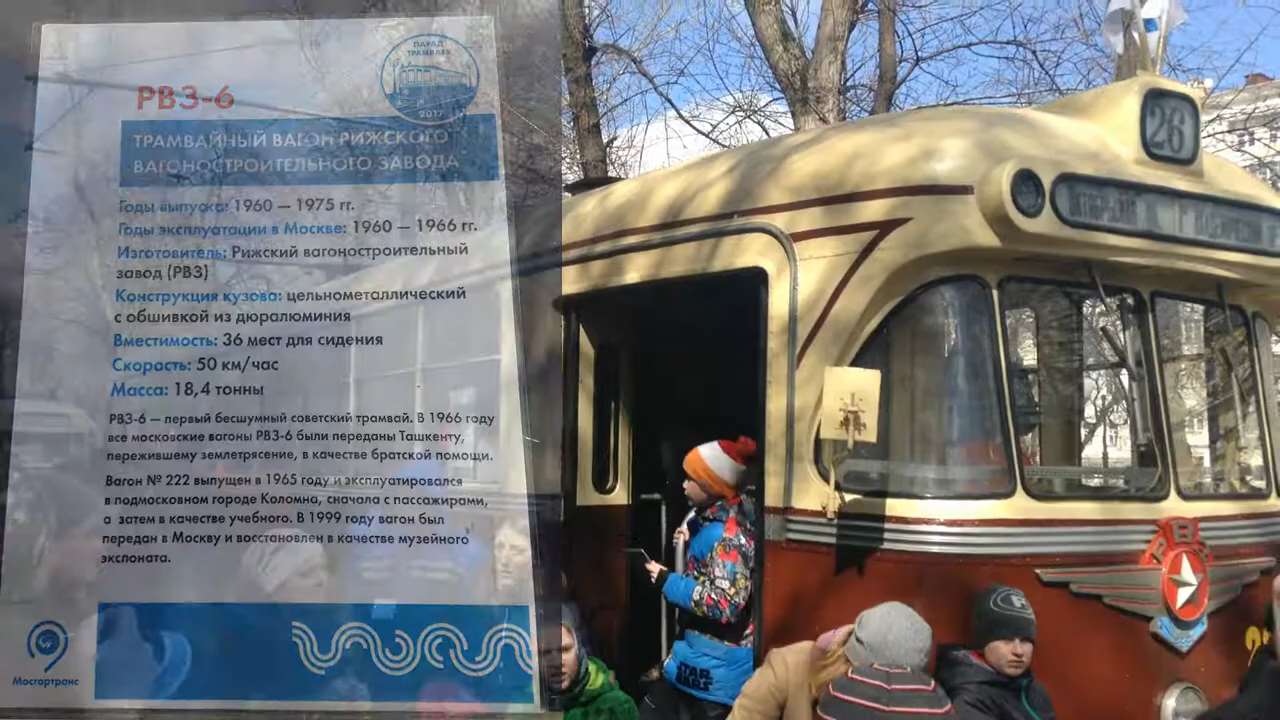 ПАРАД
ТРАМВАЕВ
2017
РВЗ-6
ТРАМВАЙНЫЙ ВАГОН РИЖСКОГО
ВАГОНОСТРОИТЕЛЬНОГО ЗАВОДА
Годы выпуска: 1960 — 1975 гг.
Годы эксплуатации в Москве: 1960 — 1966 гг.
Изготовитель: Рижский вагоностроительный
завод (РВЗ)
Конструкция кузова: цельнометаллический
с обшивкой из дюралюминия
Вместимость: 36 мест для сидения
Скорость: 50 км/час
Масса: 18,4 тонны
РВЗ-6 — первый бесшумный советский трамвай. В 1966 году
все московские вагоны РВЗ-6 были переданы Ташкенту,
пережившему землетрясение, в качестве братской помощи.
Вагон № 222 выпущен в 1965 году и эксплуатировался
в подмосковном городе Коломна, сначала с пассажирами,
а затем в качестве учебного. В 1999 году вагон был
передан в Москву и восстановлен в качестве музейного
экспоната.
Мосгортранс
26
РВЗ
STAR
WARS